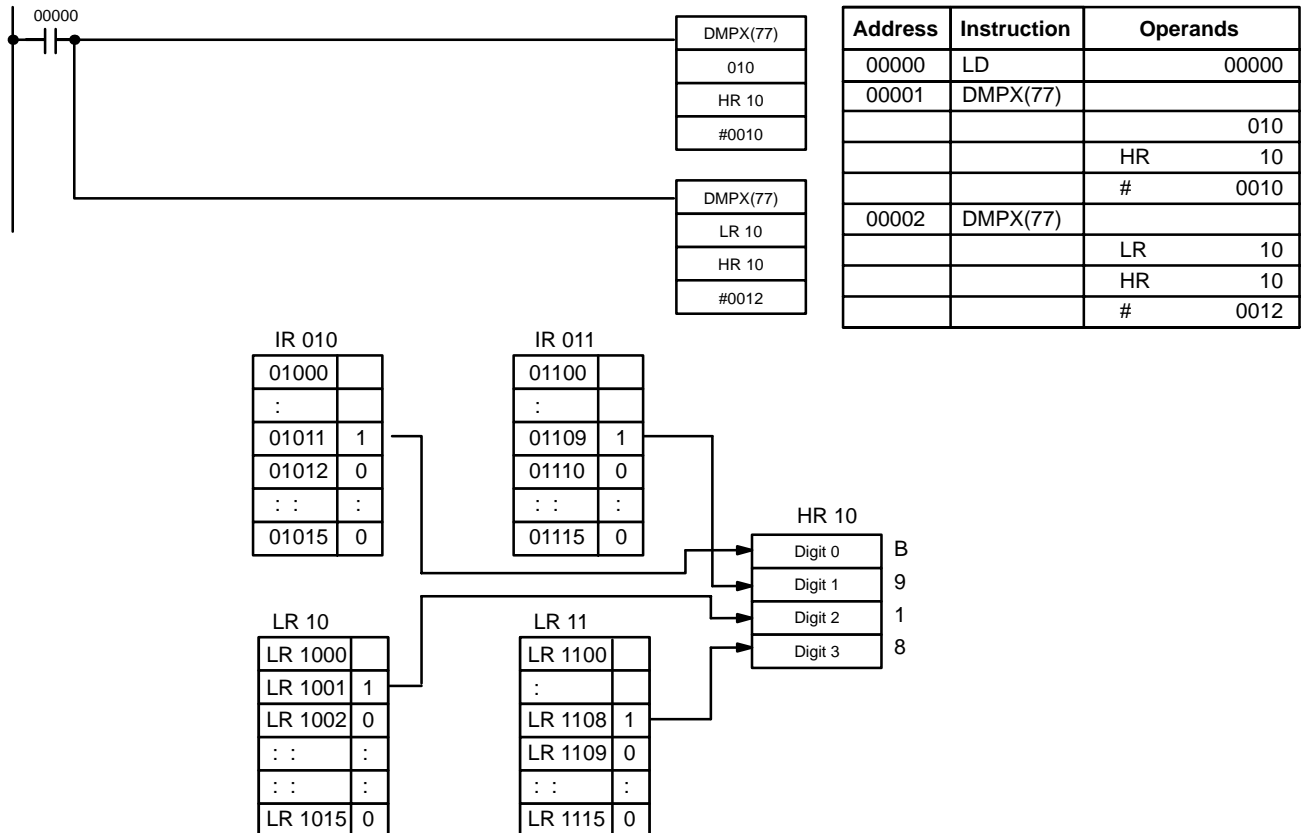 00000
DMPX(77)
010
HR 10
#0010
DMPX(77)
LR 10
HR 10
#0012
Address Instruction Operands
00000 LD 00000
00001 DMPX(77)
010
HR 10
# 0010
00002 DMPX(77)
LR 10
HR 10
# 0012
IR 010
01000
:
01011 1
01012 0
: : :
01015 0
IR 011
01100
:
01109 1
01110 0
: : :
01115 0
HR 10
Digit 0 B
Digit 1 9
Digit 2 1
Digit 3 8
LR 10
LR 1000
LR 1001 1
LR 1002 0
: : :
: : :
LR 1015 0
LR 11
LR 1100
:
LR 1108 1
LR 1109 0
: : :
LR 1115 0